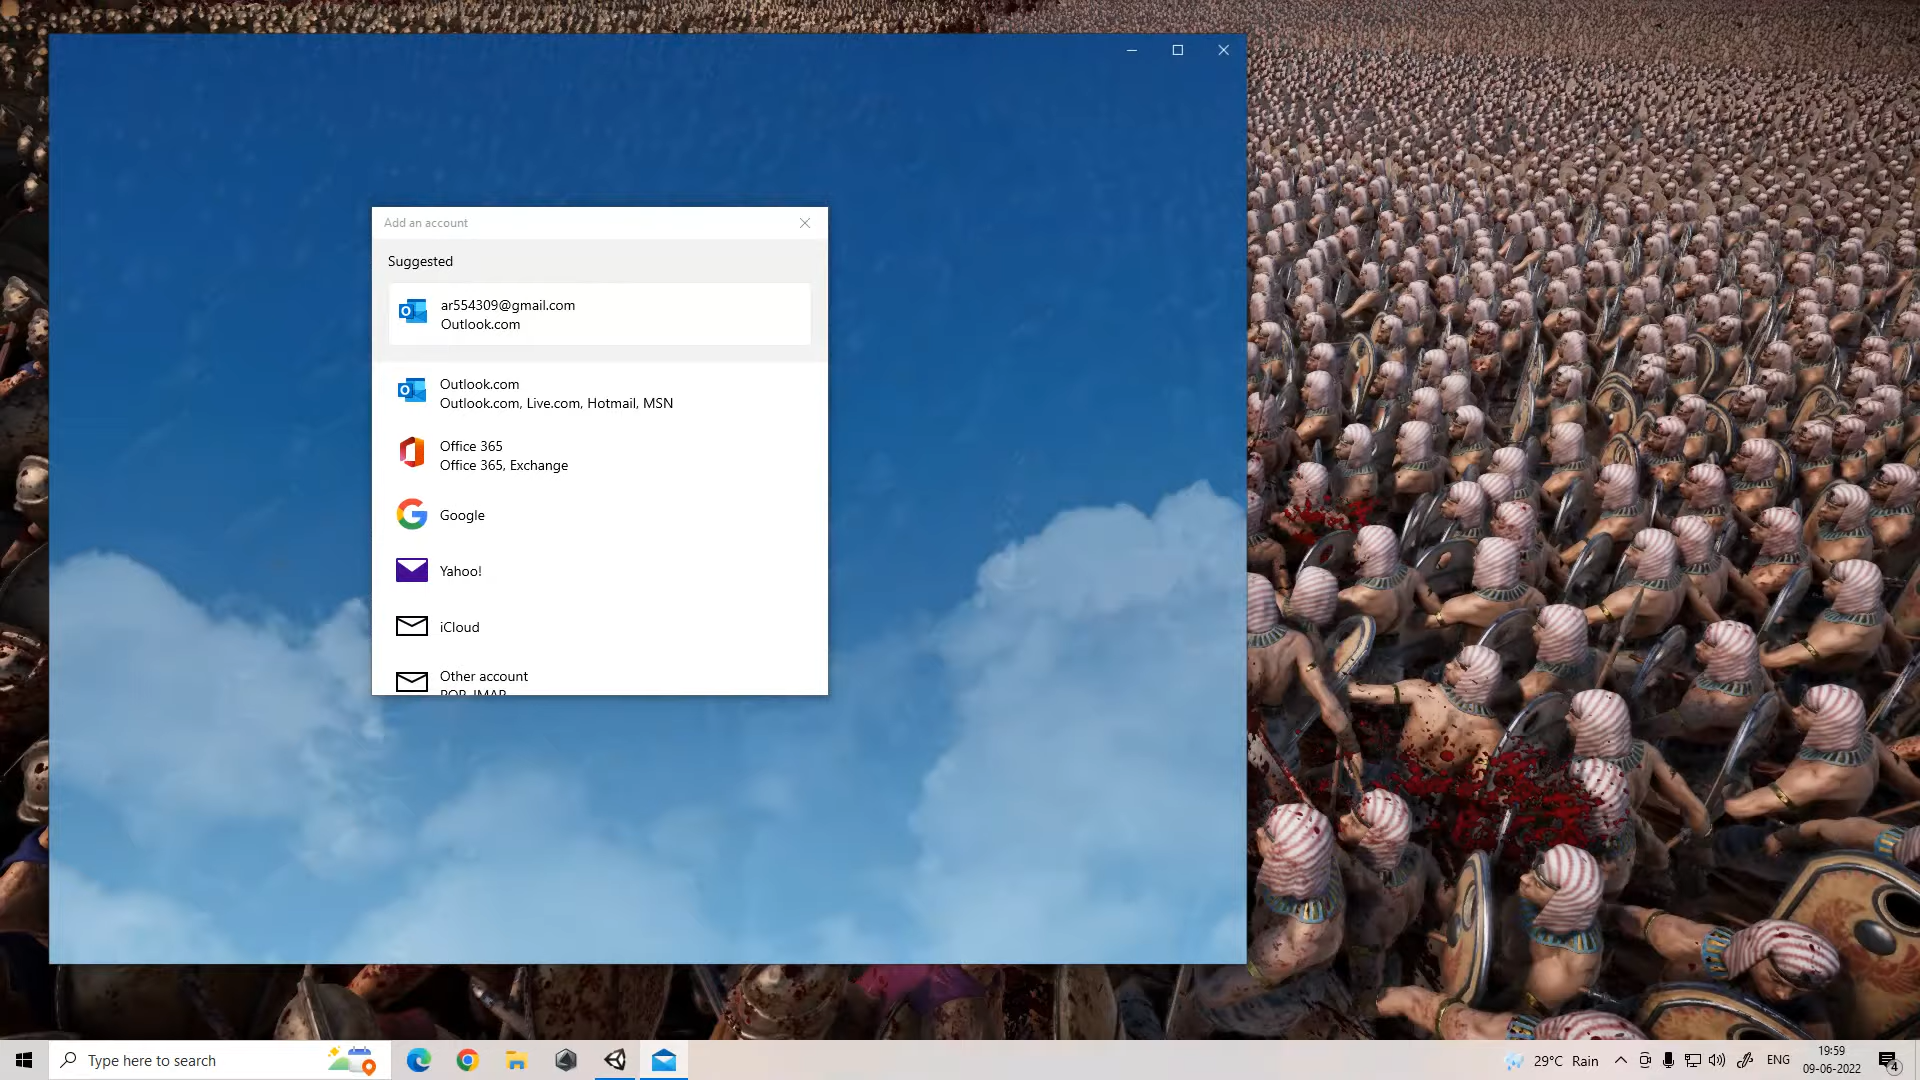 Add an account
Suggested
ar554309@gmail.com
Outlook.com
Outlook.com
Outlook.com, Live.com, Hotmail, MSN
Office 365
Office 365, Exchange
Google
Yahoo!
iCloud
Other account
POP, IMAP
Type here to search
29°C Rain
ENG
19:59
09-06-2022
4